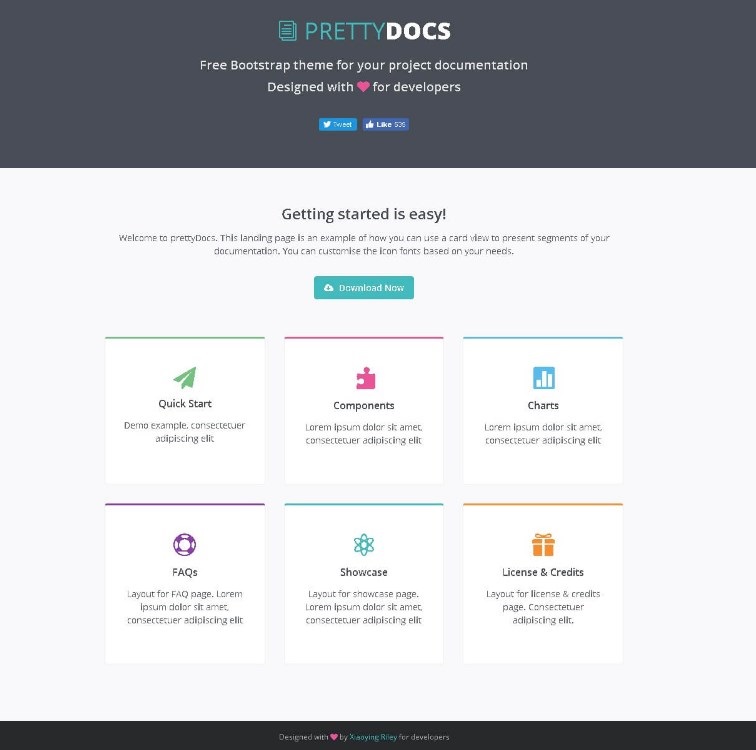 PRETTYDOCS
Free Bootstrap theme for your project documentation
Designed with for developers
Tweet Like 535
Getting started is easy!
Welcome to prettyDocs. This landing page is an example of how you can use a card view to present segments of your
documentation. You can customise the icon fonts based on your needs.
Download Now
Quick Start
Demo example, consectetuer
adipiscing elit
Components
Lorem ipsum dolor sit amet,
consectetuer adipiscing elit
Charts
Lorem ipsum dolor sit amet,
consectetuer adipiscing elit
FAQs
Layout for FAQ page. Lorem
ipsum dolor sit amet,
consectetuer adipiscing elit
Showcase
Layout for showcase page.
Lorem ipsum dolor sit amet,
consectetuer adipiscing elit
License & Credits
Layout for license & credits
page. Consectetuer
adipiscing elit.
Designed with by Xiaoying Riley for developers